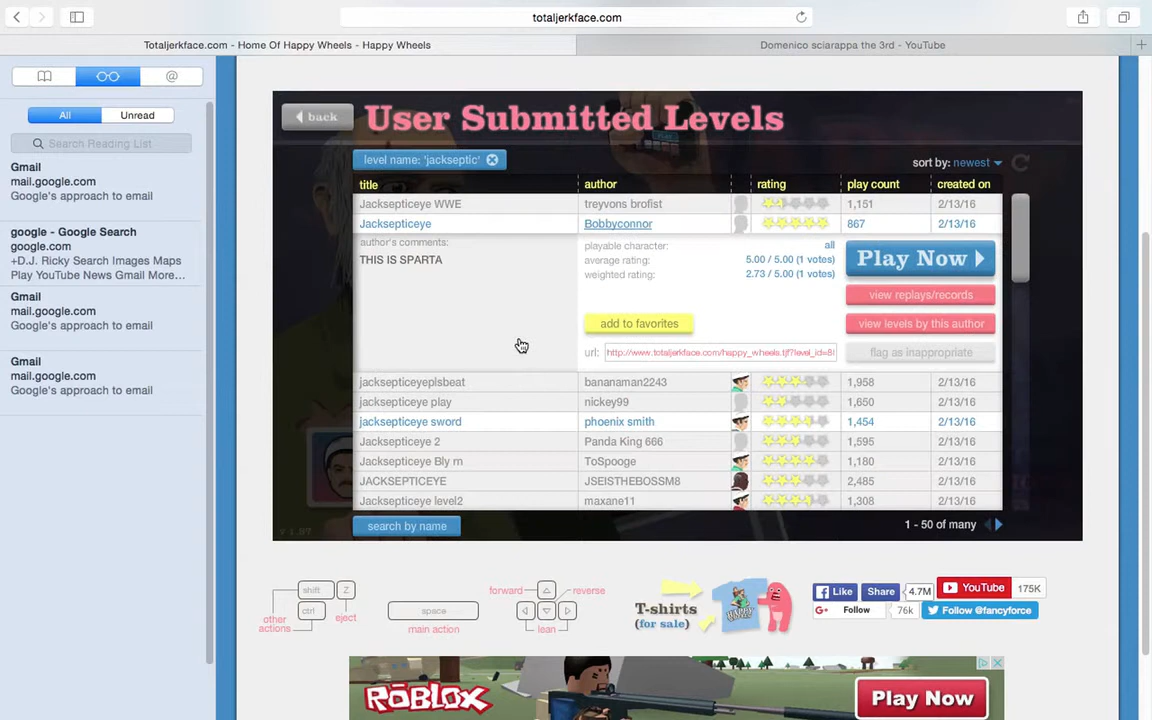 totaljerkface.com
Totaljerkface.com - Home Of Happy Wheels - Happy Wheels
Domenico sciarappa the 3rd - YouTube
All
Unread
Search Reading List
Gmail
mail.google.com
Google's approach to email
google - Google Search
google.com
+D.J. Ricky Search Images Maps
Play YouTube News Gmail More...
Gmail
mail.google.com
Google's approach to email
Gmail
mail.google.com
Google's approach to email
back
User Submitted Levels
level name: 'jackseptic'
sort by: newest
title author rating play count created on
Jacksepticeye WWE treyvons brofist 1,151 2/13/16
Jacksepticeye Bobbyconnor 867 2/13/16
author's comments:
THIS IS SPARTA
playable character: all
average rating: 5.00 / 5.00 (1 votes)
weighted rating: 2.73 / 5.00 (1 votes)
Play Now
view replays/records
add to favorites
view levels by this author
url: http://www.totaljerkface.com/happy_wheels.tjf?level_id=8
flag as inappropriate
jacksepticeyeplsbeat bananaman2243 1,958 2/13/16
jacksepticeye play nickey99 1,650 2/13/16
jacksepticeye sword phoenix smith 1,454 2/13/16
Jacksepticeye 2 Panda King 666 1,595 2/13/16
Jacksepticeye Bly m ToSpooge 1,180 2/13/16
JACKSEPTICEYE JSEISTHEBOSSM8 2,485 2/13/16
Jacksepticeye level2 maxane11 1,308 2/13/16
search by name
1 - 50 of many
shift
Z
ctrl
eject
other
actions
space
main action
forward
reverse
lean
T-shirts
(for sale)
Like
Share
4.7M
YouTube
175K
Follow
76k
Follow @fancyforce
ROBLOX
Play Now